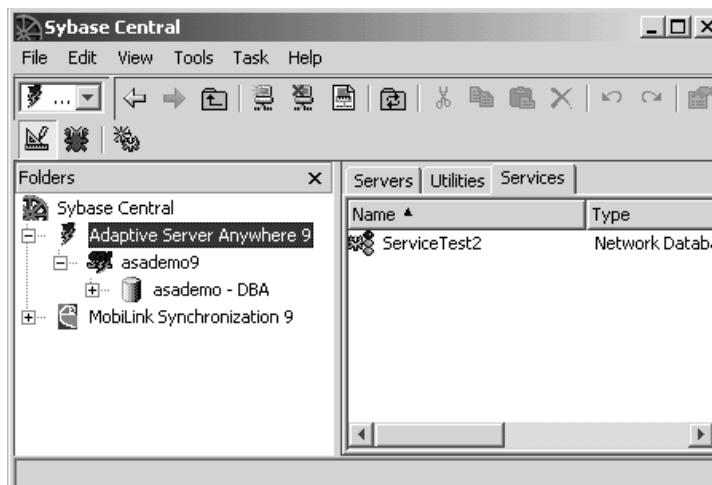 Sybase Central
File Edit View Tools Task Help
...
Folders
Sybase Central
Adaptive Server Anywhere 9
asademo9
asademo - DBA
MobiLink Synchronization 9
Servers Utilities Services
Name Type
ServiceTest2 Network Datab